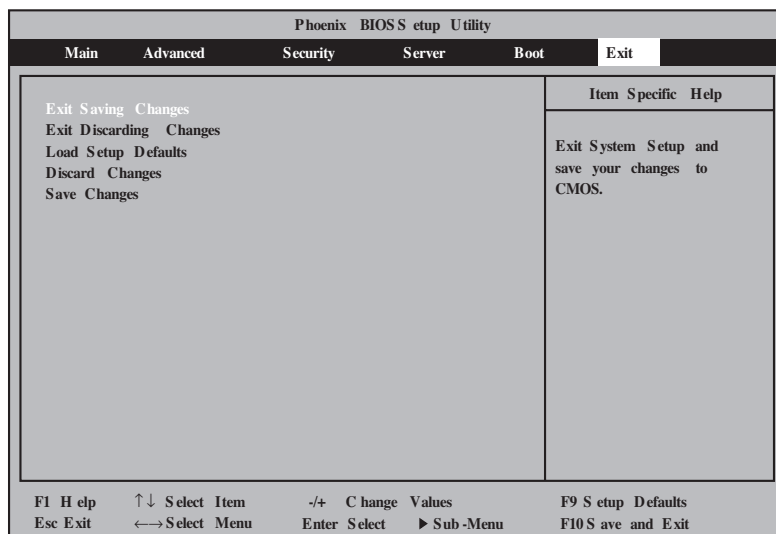 Phoenix BIOS Setup Utility
Main Advanced Security Server Boot Exit
Exit Saving Changes
Exit Discarding Changes
Load Setup Defaults
Discard Changes
Save Changes
Item Specific Help
Exit System Setup and
save your changes to
CMOS.
F1 Help ↑↓ Select Item -/+ Change Values F9 Setup Defaults
Esc Exit ←→ Select Menu Enter Select ▶ Sub-Menu F10 Save and Exit